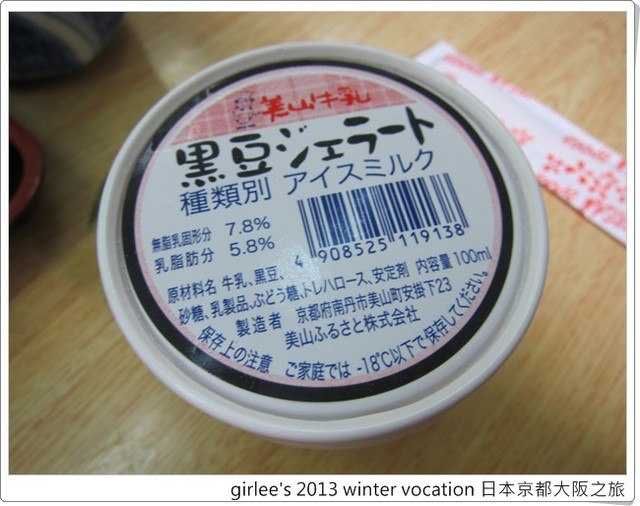 美山牛乳
黒豆ジェラート
種類別 アイスミルク
無脂乳固形分 7.8%
乳脂肪分 5.8%
4 908525 119138
原材料名 牛乳、黒豆、
砂糖、乳製品、ぶどう糖、トレハロース、安定剤 内容量100ml
製造者 京都府南丹市美山町安掛下23
美山ふるさと株式会社
保存上の注意 ご家庭では-18℃以下で保存してください。
girlee's 2013 winter vocation 日本京都大阪之旅